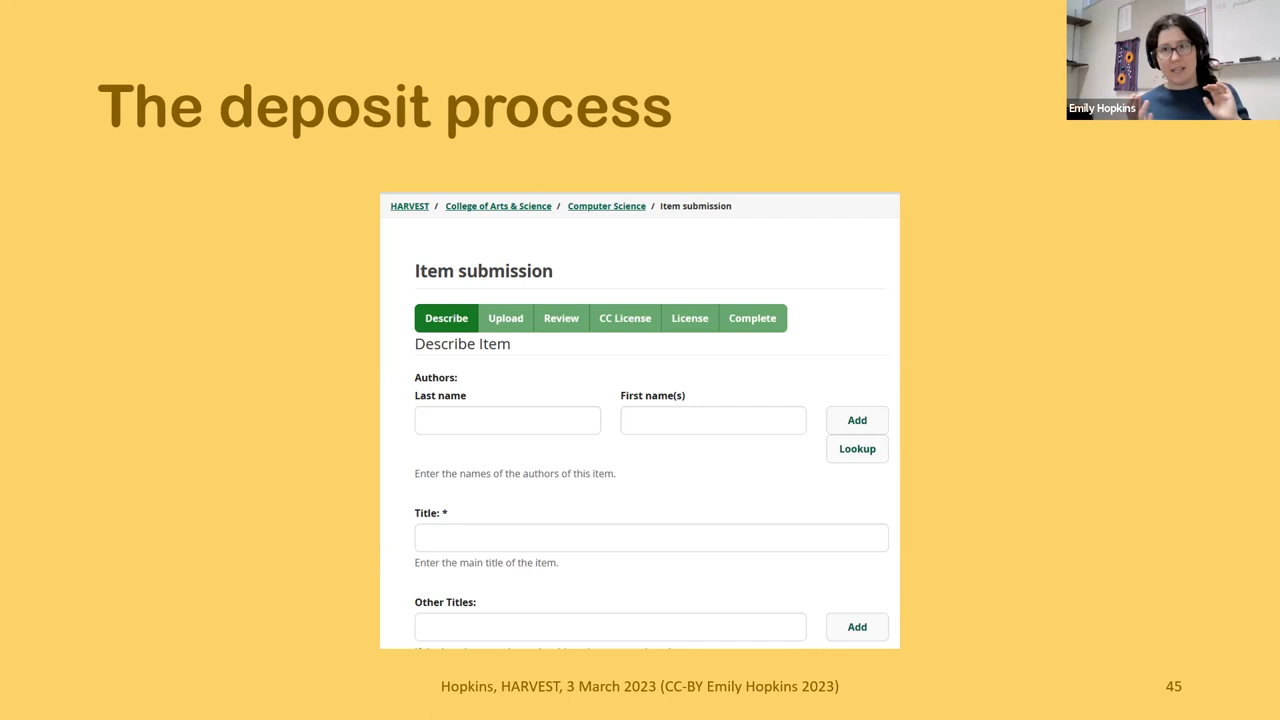 The deposit process
Emily Hopkins
HARVEST / College of Arts & Science / Computer Science / Item submission
Item submission
Describe Upload Review CC License License Complete
Describe Item
Authors:
Last name First name(s)
Add
Lookup
Enter the names of the authors of this item.
Title: *
Enter the main title of the item.
Other Titles:
Add
Hopkins, HARVEST, 3 March 2023 (CC-BY Emily Hopkins 2023)
45